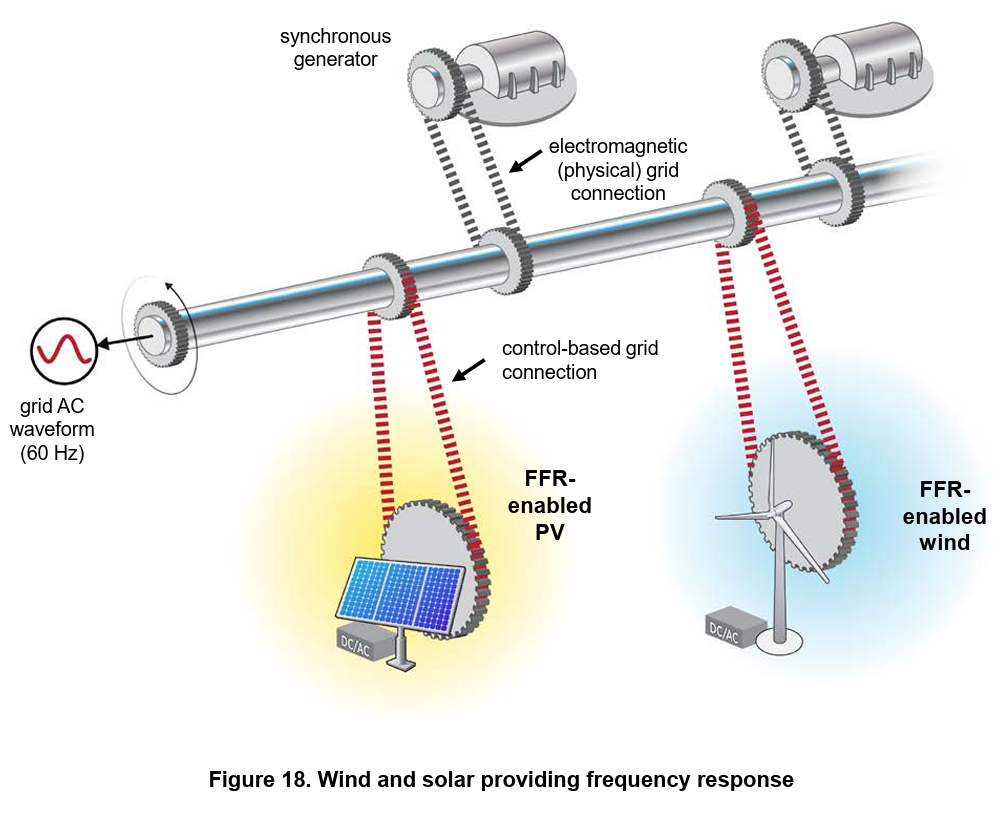 synchronous
generator
electromagnetic
(physical) grid
connection
control-based grid
connection
grid AC
waveform
(60 Hz)
FFR-
enabled
PV
FFR-
enabled
wind
DC/AC
DC/AC
Figure 18. Wind and solar providing frequency response